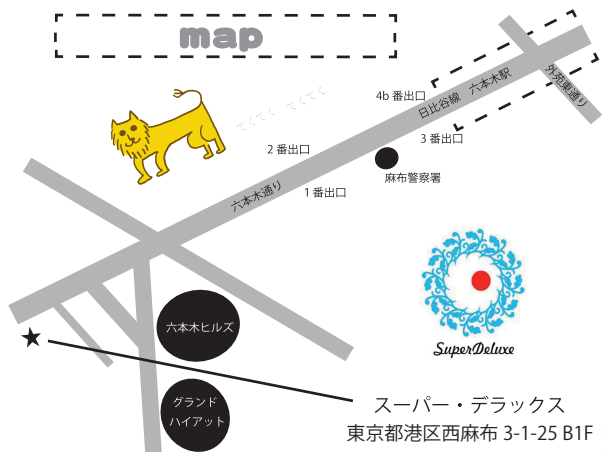 map
外苑東通り
日比谷線 六本木駅
4b 番出口
3 番出口
てくてく てくてく
2 番出口
麻布警察署
六本木通り
1 番出口
六本木ヒルズ
SuperDeluxe
グランド
ハイアット
スーパー・デラックス
東京都港区西麻布 3-1-25 B1F